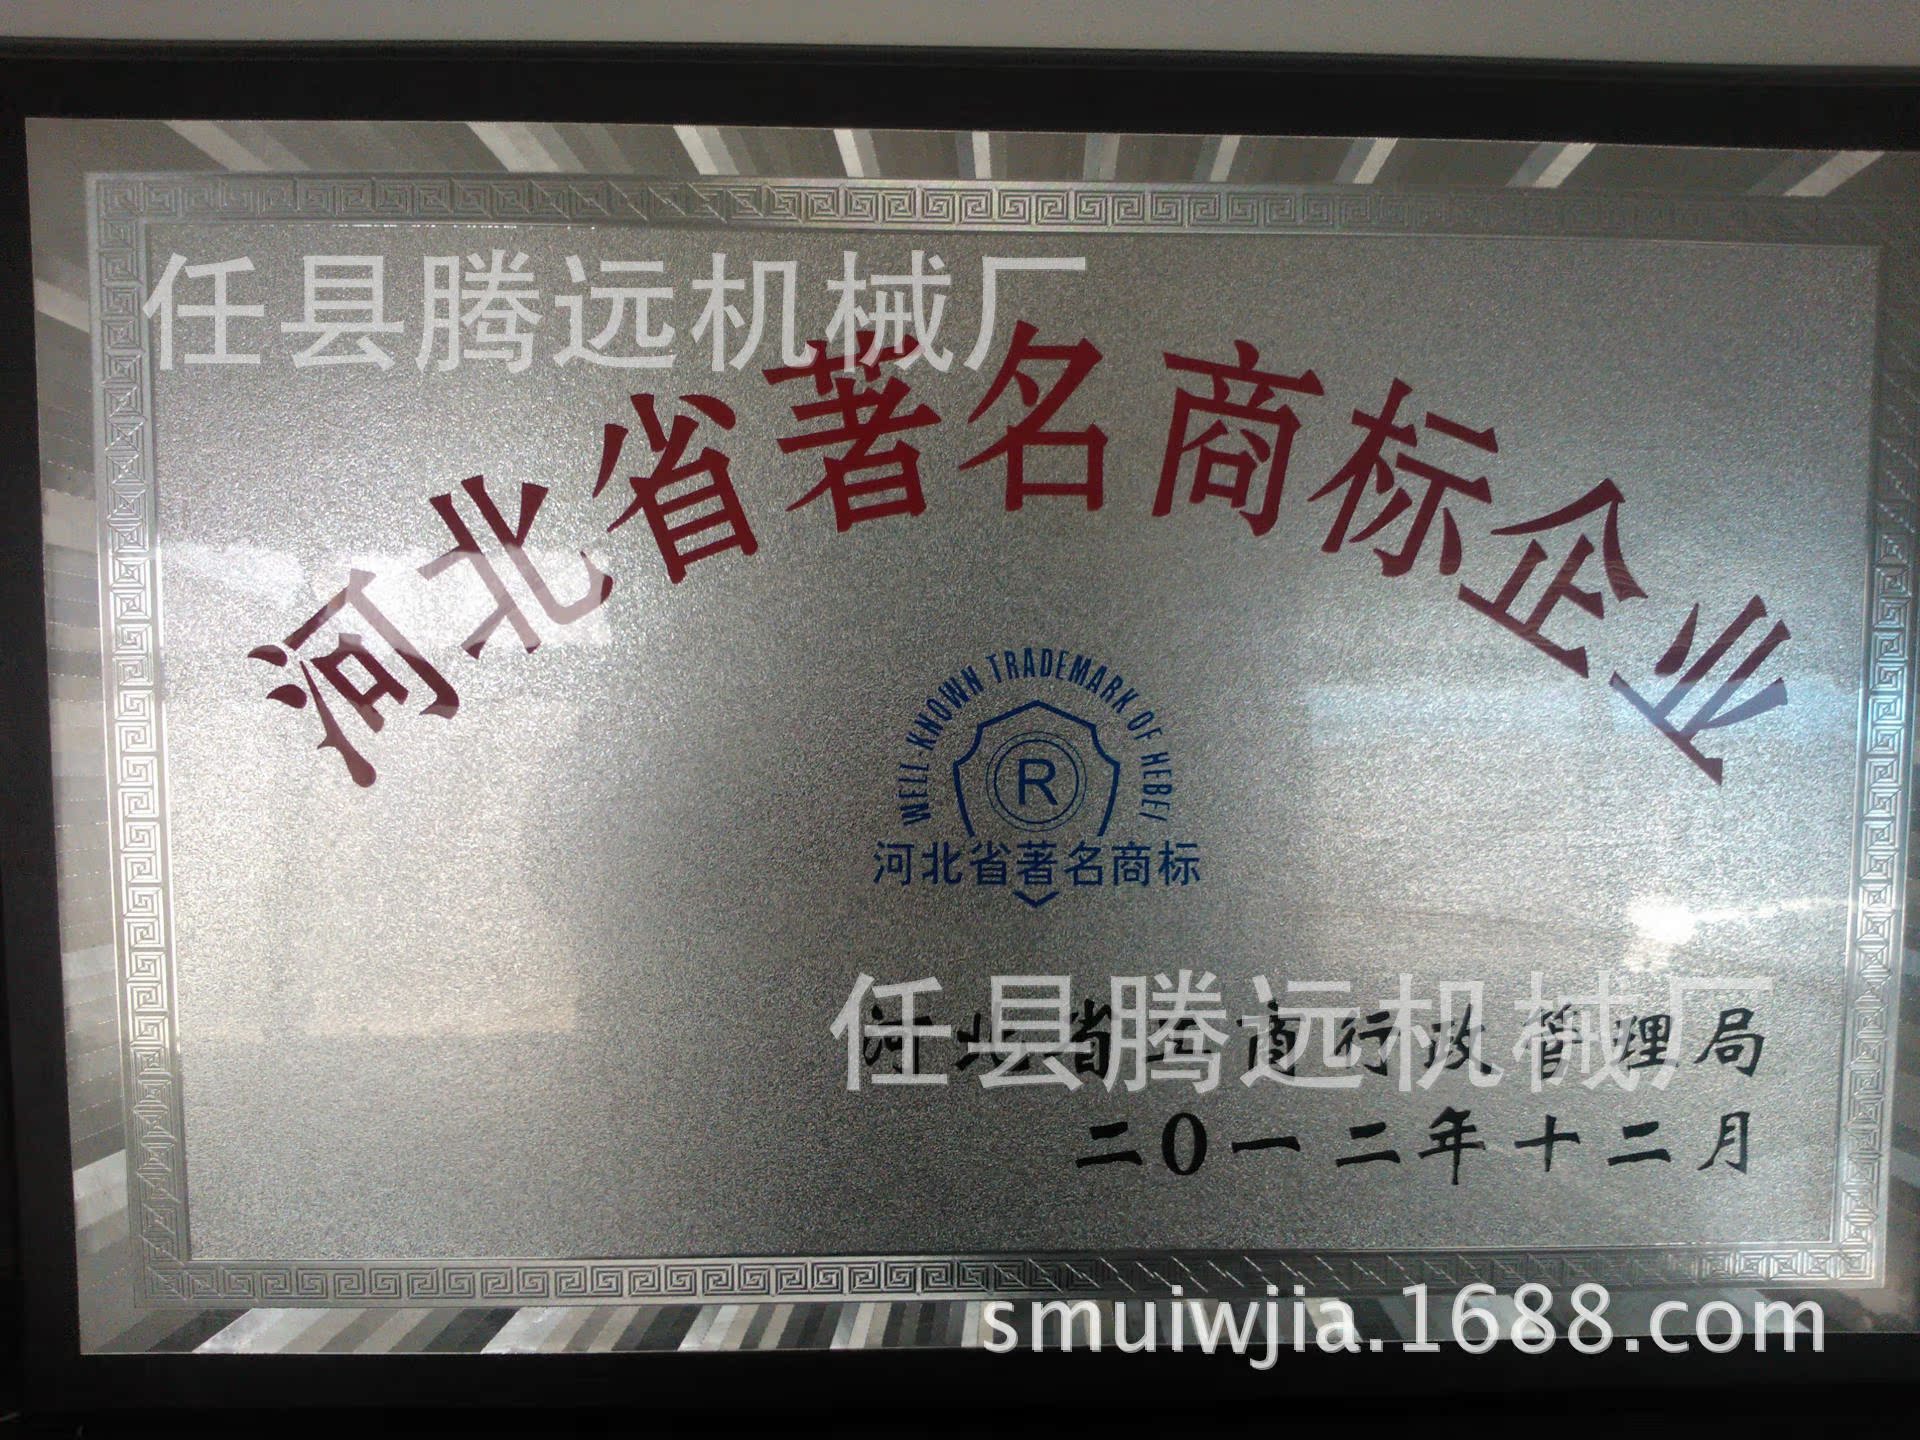 任县腾远机械厂
河北省著名商标企业
WELL KNOWN TRADEMARK OF HEBEI
R
河北省著名商标
河北省工商行政管理局
任县腾远机械厂
二0一二年十二月
smuiwjia.1688.com